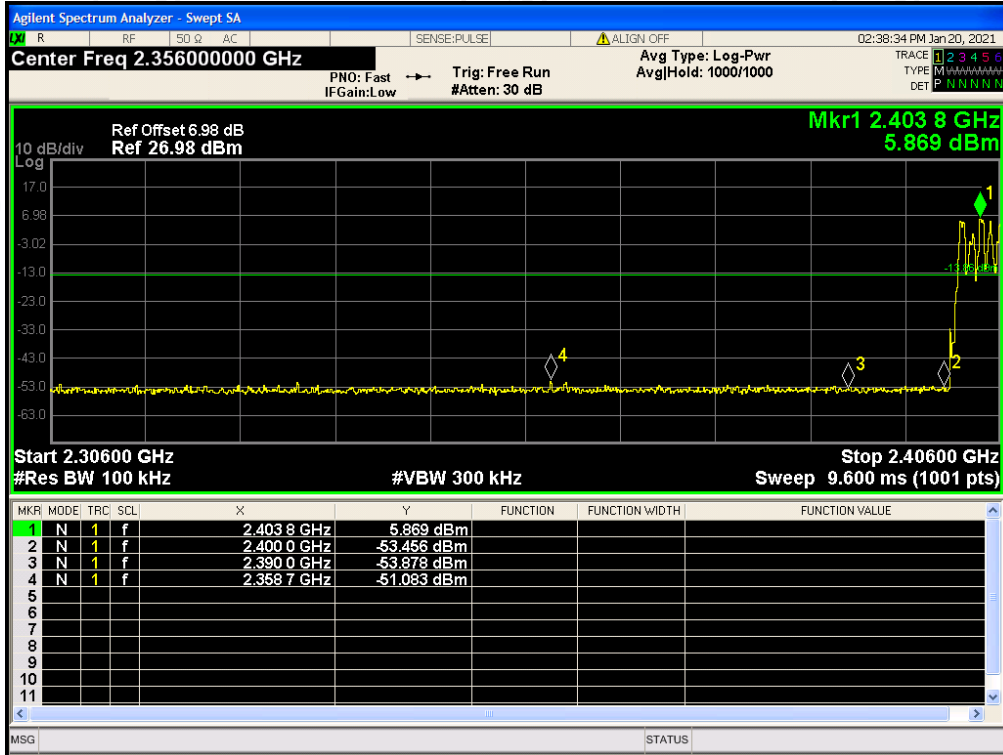 Agilent Spectrum Analyzer - Swept SA
LXI R RF 50 Ω AC SENSE:PULSE ALIGN OFF 02:38:34 PM Jan 20, 2021
Center Freq 2.356000000 GHz
PNO: Fast
IFGain:Low
Trig: Free Run
#Atten: 30 dB
Avg Type: Log-Pwr
Avg|Hold: 1000/1000
TRACE 1 2 3 4 5 6
TYPE M
DET P N N N N N
Mkr1 2.403 8 GHz
5.869 dBm
Ref Offset 6.98 dB
10 dB/div Ref 26.98 dBm
Log
17.0
6.98
-3.02
-13.0
-23.0
-33.0
-43.0
-53.0
-63.0
1
-13.86 dBm
4
3
2
Start 2.30600 GHz Stop 2.40600 GHz
#Res BW 100 kHz #VBW 300 kHz Sweep 9.600 ms (1001 pts)
MKR MODE TRC SCL X Y FUNCTION FUNCTION WIDTH FUNCTION VALUE
1 N 1 f 2.403 8 GHz 5.869 dBm
2 N 1 f 2.400 0 GHz -53.456 dBm
3 N 1 f 2.390 0 GHz -53.878 dBm
4 N 1 f 2.358 7 GHz -51.083 dBm
5
6
7
8
9
10
11
MSG STATUS